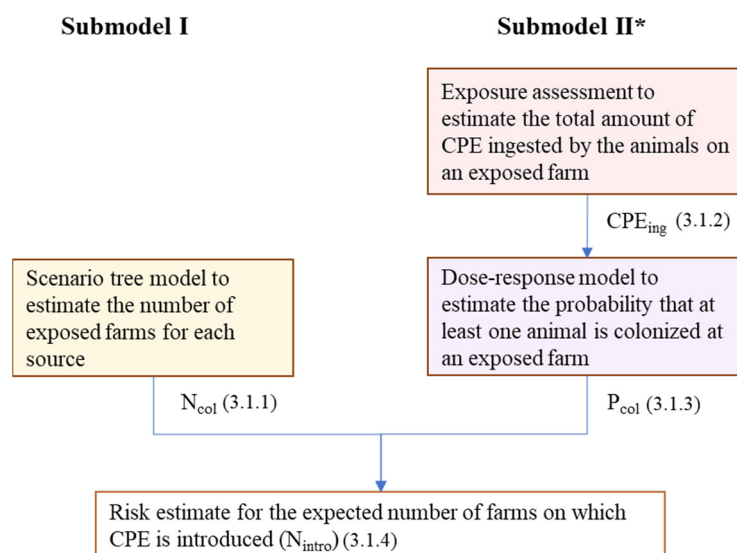 Submodel I
Submodel II*
Exposure assessment to
estimate the total amount of
CPE ingested by the animals on
an exposed farm
CPEing (3.1.2)
Scenario tree model to
estimate the number of
exposed farms for each
source
Dose-response model to
estimate the probability that at
least one animal is colonized at
an exposed farm
Ncol (3.1.1)
Pcol (3.1.3)
Risk estimate for the expected number of farms on which
CPE is introduced (Nintro) (3.1.4)